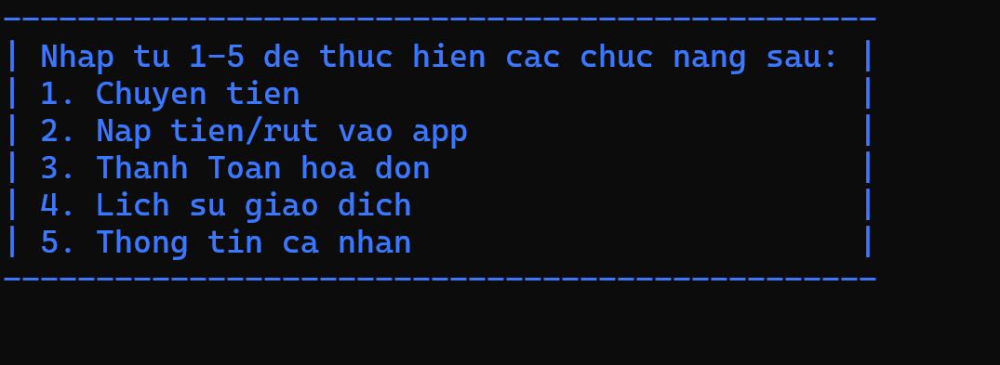 -----------------------------------------------
| Nhap tu 1-5 de thuc hien cac chuc nang sau: |
| 1. Chuyen tien                              |
| 2. Nap tien/rut vao app                     |
| 3. Thanh Toan hoa don                       |
| 4. Lich su giao dich                        |
| 5. Thong tin ca nhan                        |
-----------------------------------------------